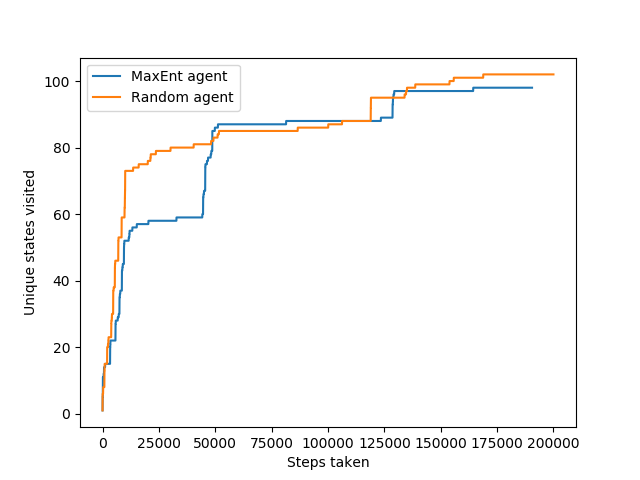 MaxEnt agent
Random agent
100
80
60
40
20
0
Unique states visited
0 25000 50000 75000 100000 125000 150000 175000 200000
Steps taken